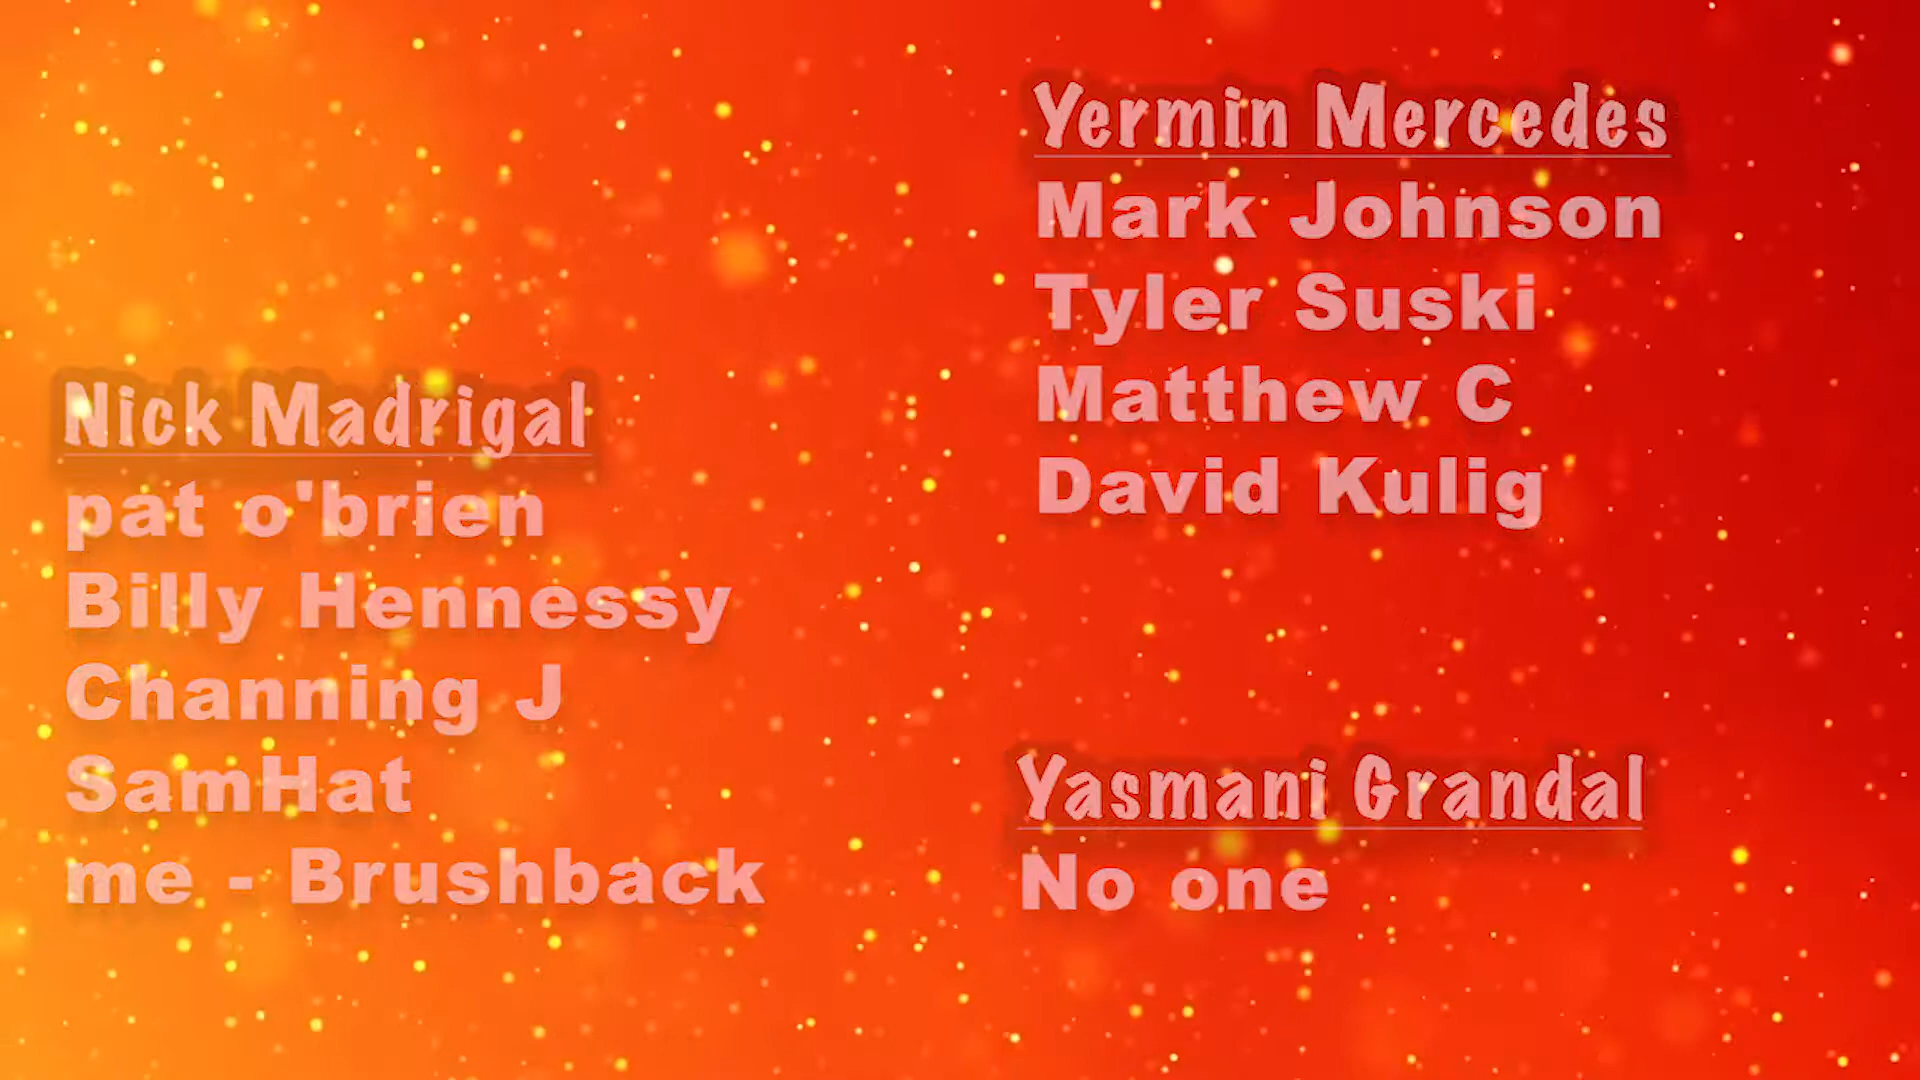 Nick Madrigal
pat o'brien
Billy Hennessy
Channing J
SamHat
me - Brushback
Yermin Mercedes
Mark Johnson
Tyler Suski
Matthew C
David Kulig
Yasmani Grandal
No one